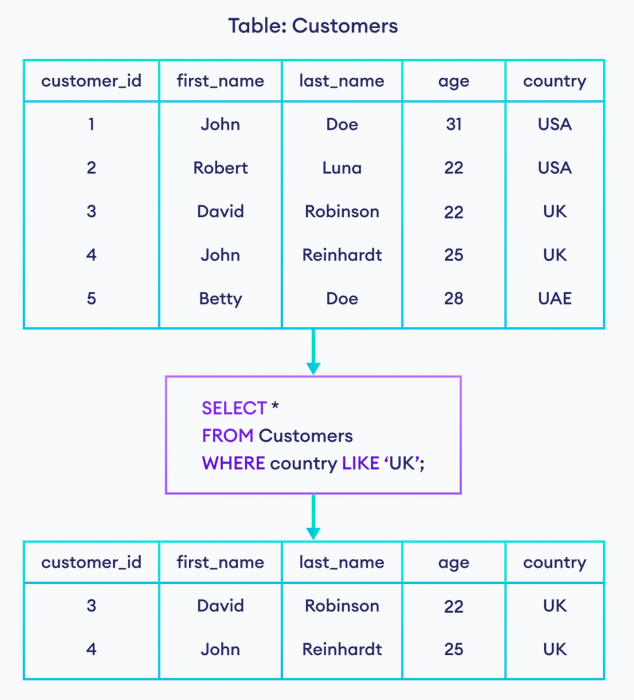 Table: Customers
customer_id first_name last_name age country
1 John Doe 31 USA
2 Robert Luna 22 USA
3 David Robinson 22 UK
4 John Reinhardt 25 UK
5 Betty Doe 28 UAE
SELECT *
FROM Customers
WHERE country LIKE ‘UK’;
customer_id first_name last_name age country
3 David Robinson 22 UK
4 John Reinhardt 25 UK